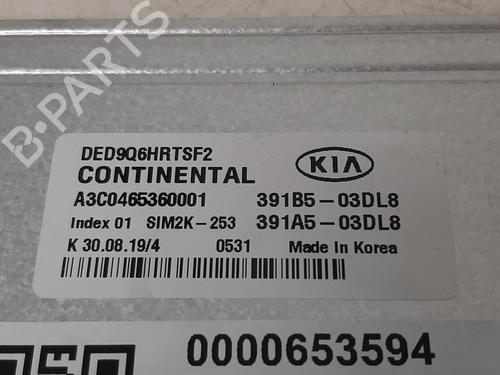 B-PARTS
DED9Q6HRTSF2
CONTINENTAL
KIA
A3C0465360001 391B5-03DL8
Index 01 SIM2K-253 391A5-03DL8
K 30.08.19/4 0531 Made in Korea
0000653594